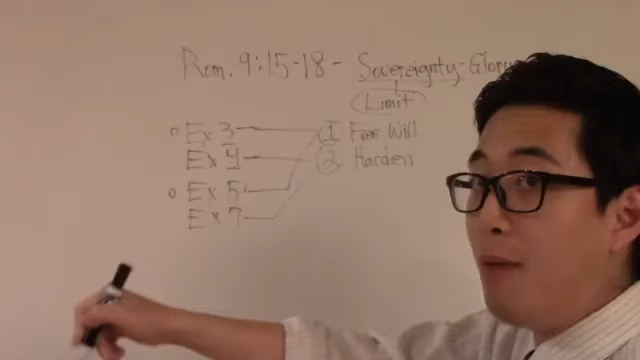 Rom. 9:15-18 - Sovereignty-Glory
Limit
Ex 3 1 Free Will
Ex 4 2 Harden
Ex 5
Ex 7